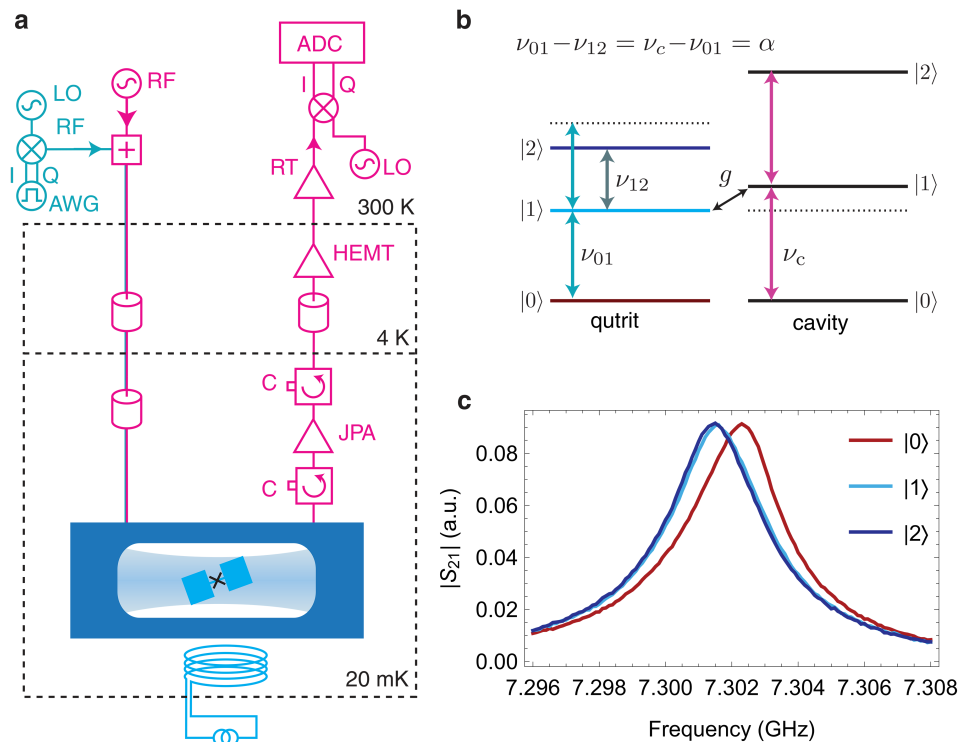 a
ADC
I Q
LO
RF
RF
I Q
AWG
RT
LO
300 K
HEMT
4 K
C
JPA
C
20 mK
b
ν01−ν12 = νc−ν01 = α
|2⟩
|2⟩
ν12
g
|1⟩
|1⟩
ν01
νc
|0⟩
|0⟩
qutrit
cavity
c
|S21| (a.u.)
0.08
0.06
0.04
0.02
0.00
|0⟩
|1⟩
|2⟩
7.296 7.298 7.300 7.302 7.304 7.306 7.308
Frequency (GHz)